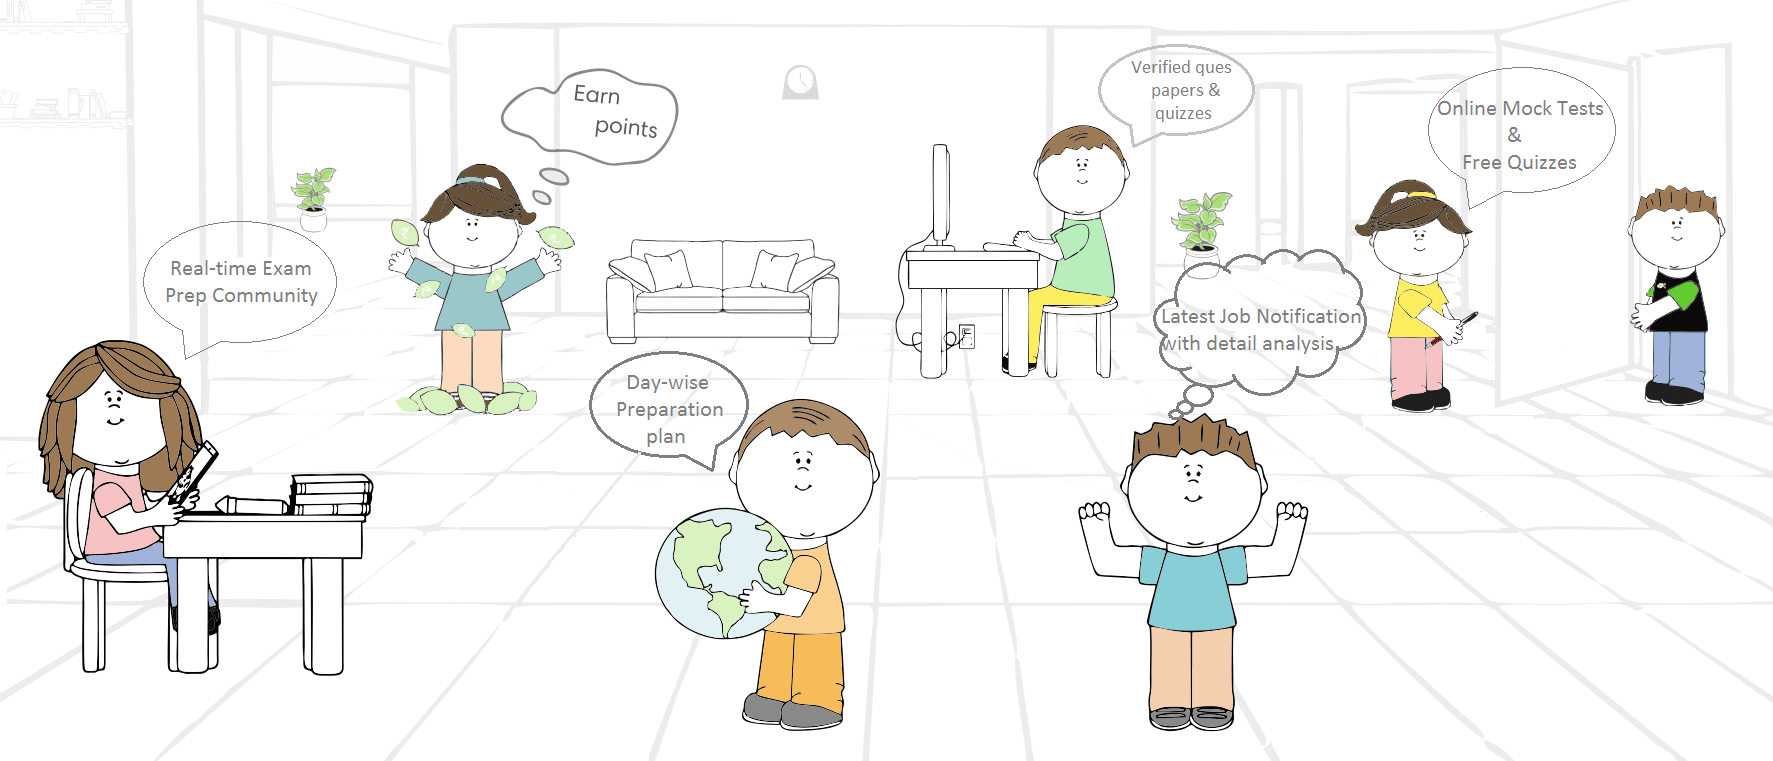 Earn
points
Verified ques
papers &
quizzes
Online Mock Tests
&
Free Quizzes
Real-time Exam
Prep Community
Latest Job Notification
with detail analysis
Day-wise
Preparation
plan